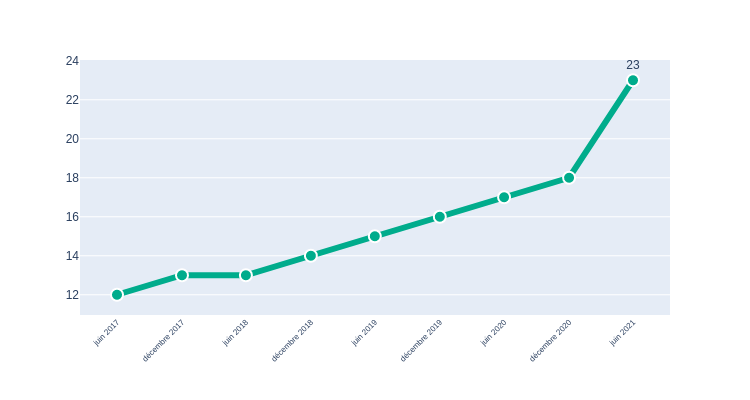 24
23
22
20
18
16
14
12
juin 2017
décembre 2017
juin 2018
décembre 2018
juin 2019
décembre 2019
juin 2020
décembre 2020
juin 2021